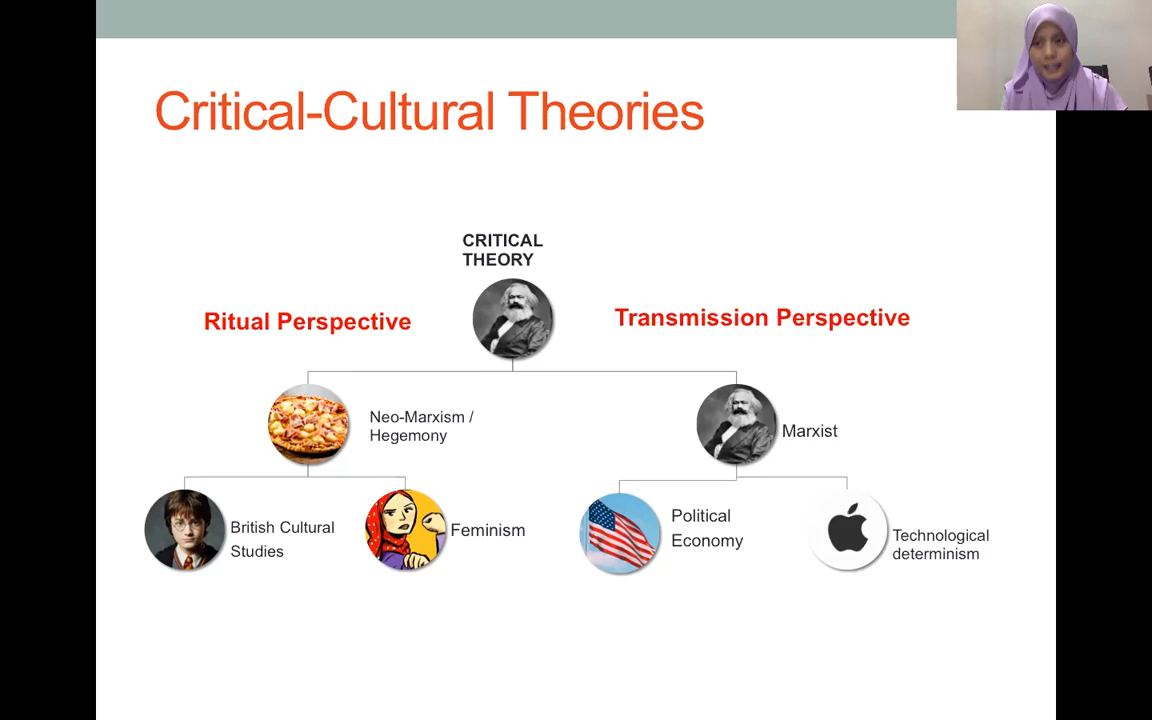 Critical-Cultural Theories
CRITICAL
THEORY
Ritual Perspective
Transmission Perspective
Neo-Marxism /
Hegemony
Marxist
British Cultural
Studies
Feminism
Political
Economy
Technological
determinism